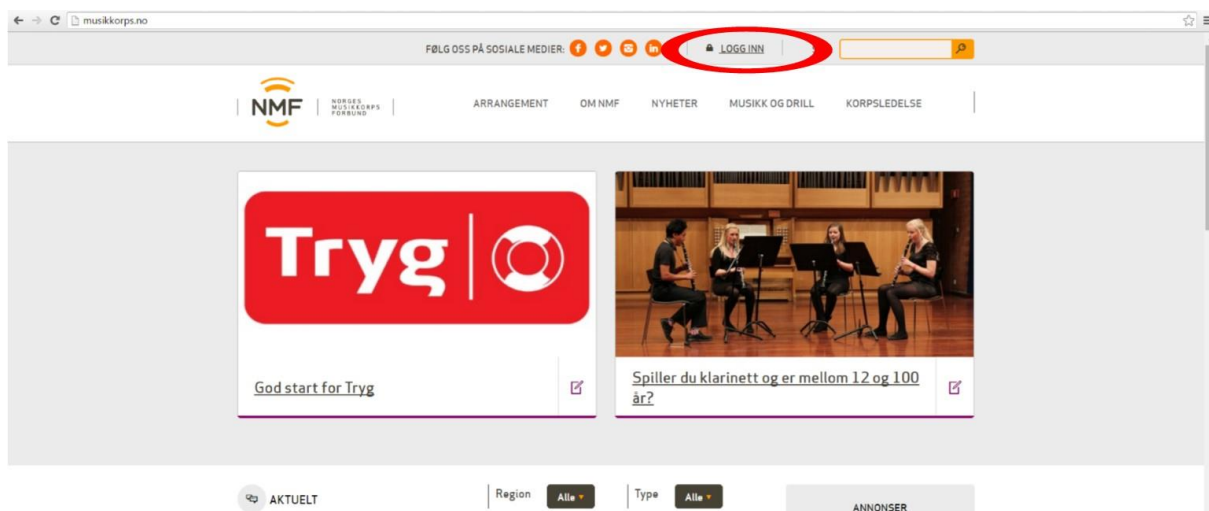 musikkorps.no
FØLG OSS PÅ SOSIALE MEDIER:
LOGG INN
NMF
NORGES
MUSIKKORPS
FORBUND
ARRANGEMENT OM NMF NYHETER MUSIKK OG DRILL KORPSLEDELSE
Tryg
God start for Tryg
Spiller du klarinett og er mellom 12 og 100
år?
AKTUELT
Region Alle Type Alle
ANNONSER